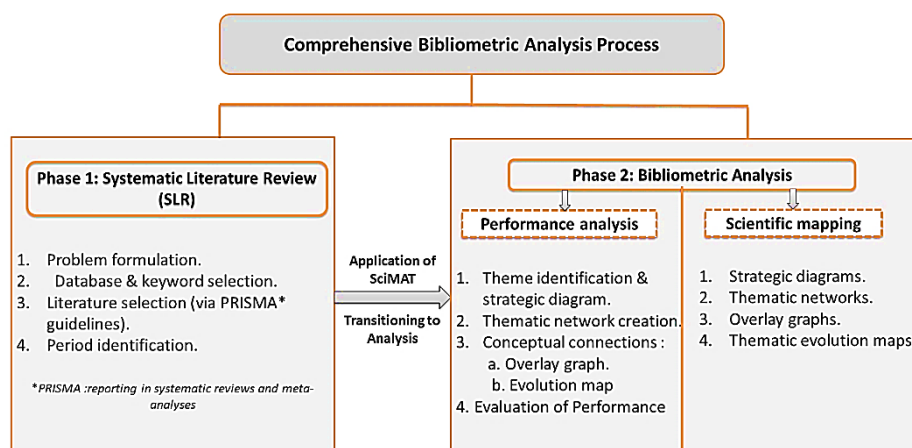 Comprehensive Bibliometric Analysis Process
Phase 1: Systematic Literature Review
(SLR)
1. Problem formulation.
2. Database & keyword selection.
3. Literature selection (via PRISMA*
guidelines).
4. Period identification.
*PRISMA :reporting in systematic reviews and meta-
analyses
Application of
SciMAT
Transitioning to
Analysis
Phase 2: Bibliometric Analysis
Performance analysis
1. Theme identification &
strategic diagram.
2. Thematic network creation.
3. Conceptual connections :
a. Overlay graph.
b. Evolution map
4. Evaluation of Performance
Scientific mapping
1. Strategic diagrams.
2. Thematic networks.
3. Overlay graphs.
4. Thematic evolution maps